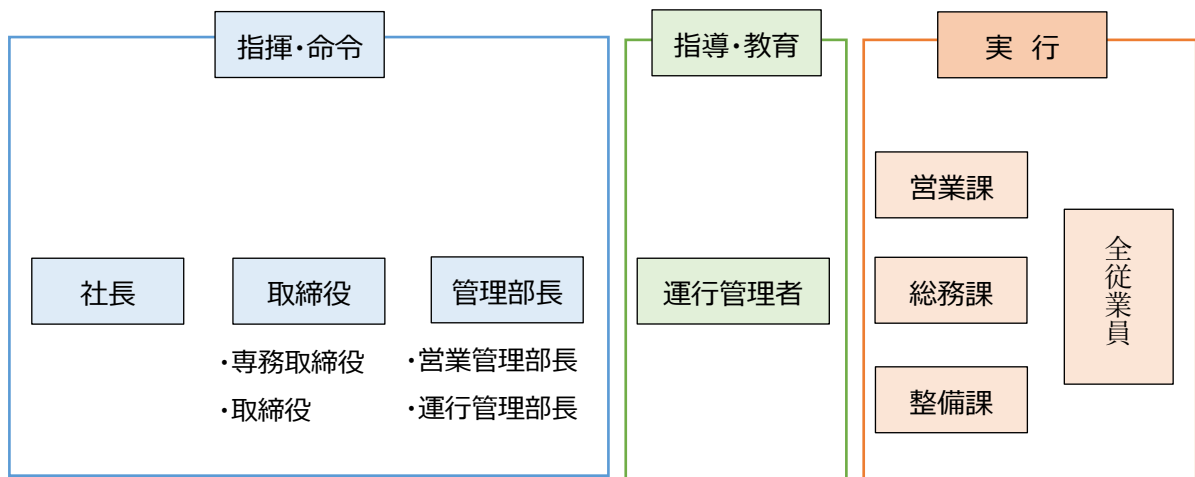 指揮・命令
社長
取締役
・専務取締役
・取締役
管理部長
・営業管理部長
・運行管理部長
指導・教育
運行管理者
実 行
営業課
総務課
整備課
全従業員